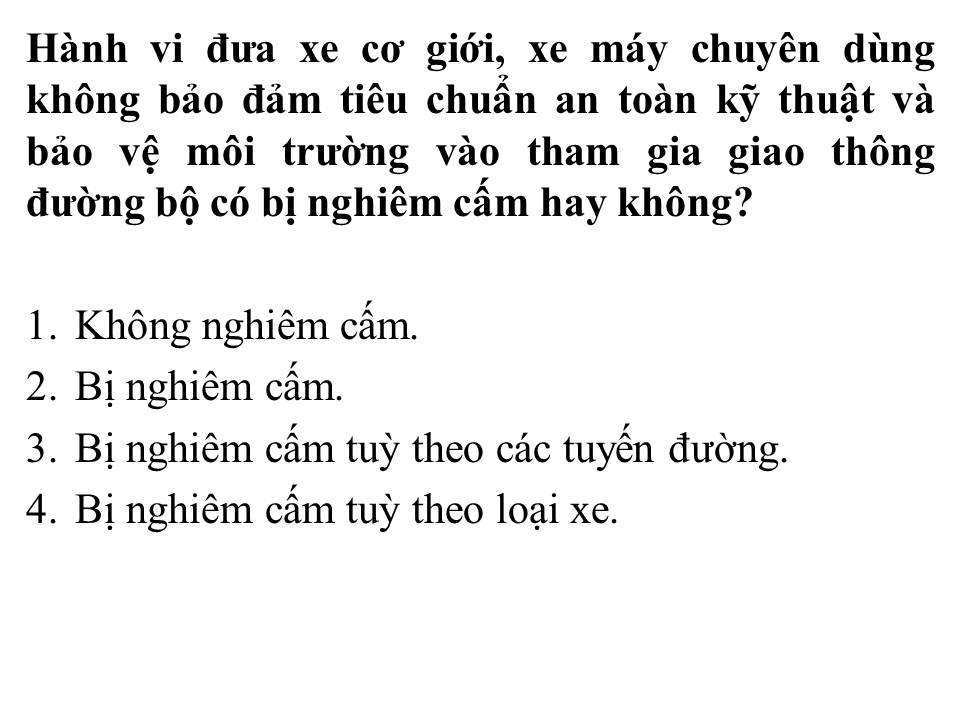 Hành vi đưa xe cơ giới, xe máy chuyên dùng
không bảo đảm tiêu chuẩn an toàn kỹ thuật và
bảo vệ môi trường vào tham gia giao thông
đường bộ có bị nghiêm cấm hay không?
1. Không nghiêm cấm.
2. Bị nghiêm cấm.
3. Bị nghiêm cấm tuỳ theo các tuyến đường.
4. Bị nghiêm cấm tuỳ theo loại xe.